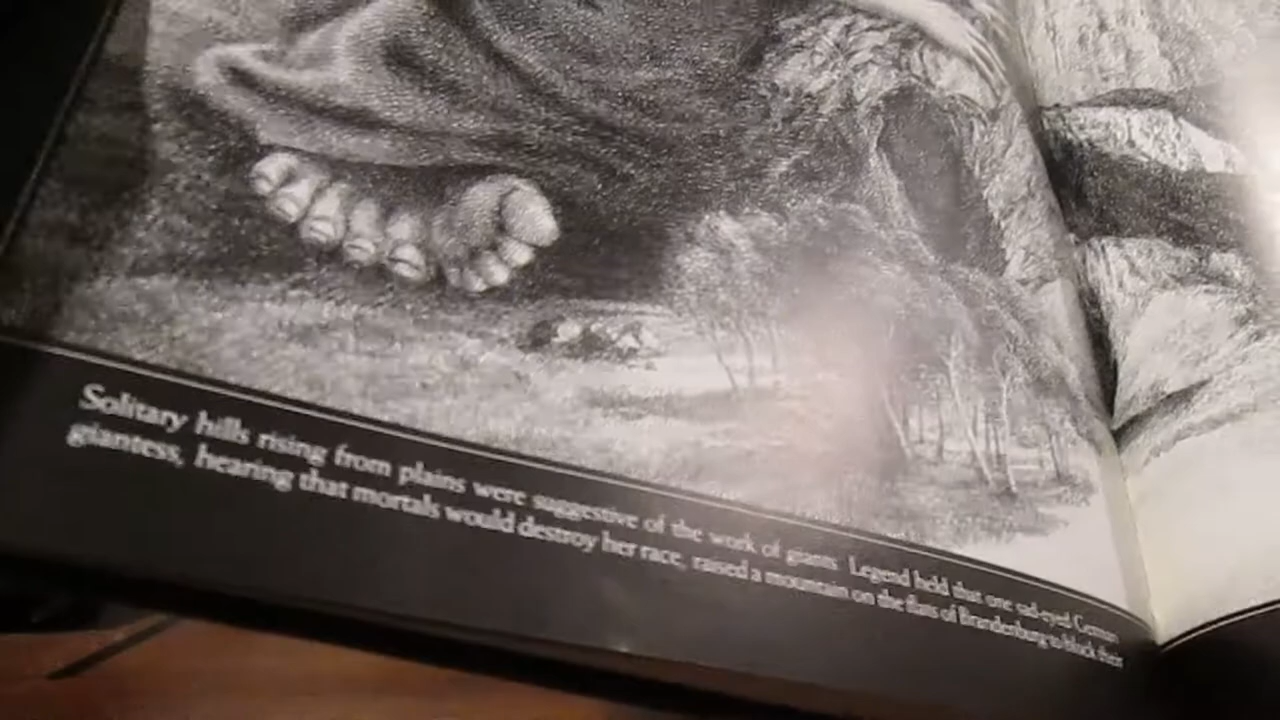 Solitary hills rising from plains were suggestive of the work of giants. Legend held that one sad-eyed German
giantess, hearing that mortals would destroy her race, raised a mountain on the flats of Brandenburg to block their